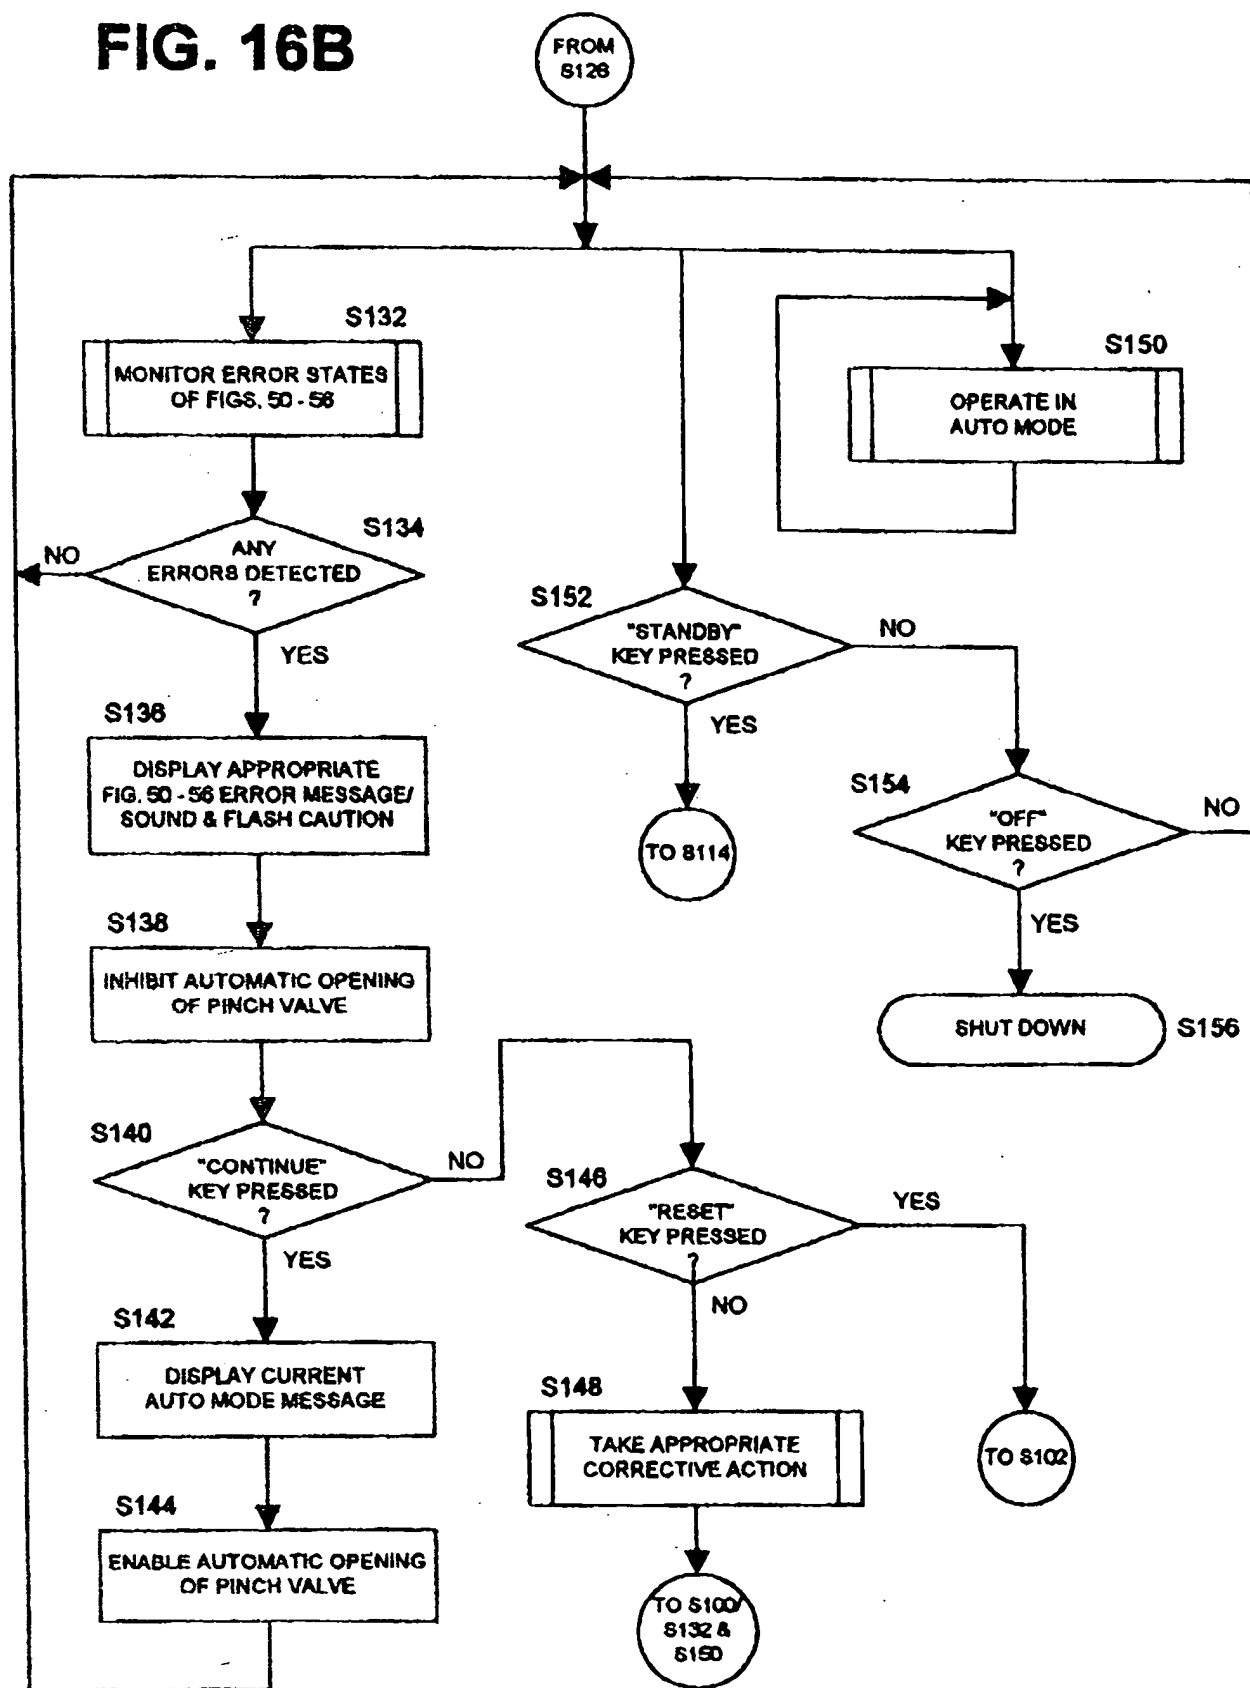 FIG. 16B
FROM
S126
S132
MONITOR ERROR STATES
OF FIGS. 50 - 56
S150
OPERATE IN
AUTO MODE
S134
ANY
ERRORS DETECTED
?
NO
YES
S152
"STANDBY"
KEY PRESSED
?
NO
YES
S136
DISPLAY APPROPRIATE
FIG. 50 - 56 ERROR MESSAGE/
SOUND & FLASH CAUTION
S154
"OFF"
KEY PRESSED
?
NO
YES
TO S114
S138
INHIBIT AUTOMATIC OPENING
OF PINCH VALVE
SHUT DOWN
S156
S140
"CONTINUE"
KEY PRESSED
?
NO
YES
S146
"RESET"
KEY PRESSED
?
YES
NO
S142
DISPLAY CURRENT
AUTO MODE MESSAGE
S148
TAKE APPROPRIATE
CORRECTIVE ACTION
TO S102
S144
ENABLE AUTOMATIC OPENING
OF PINCH VALVE
TO S100/
S132 &
S150